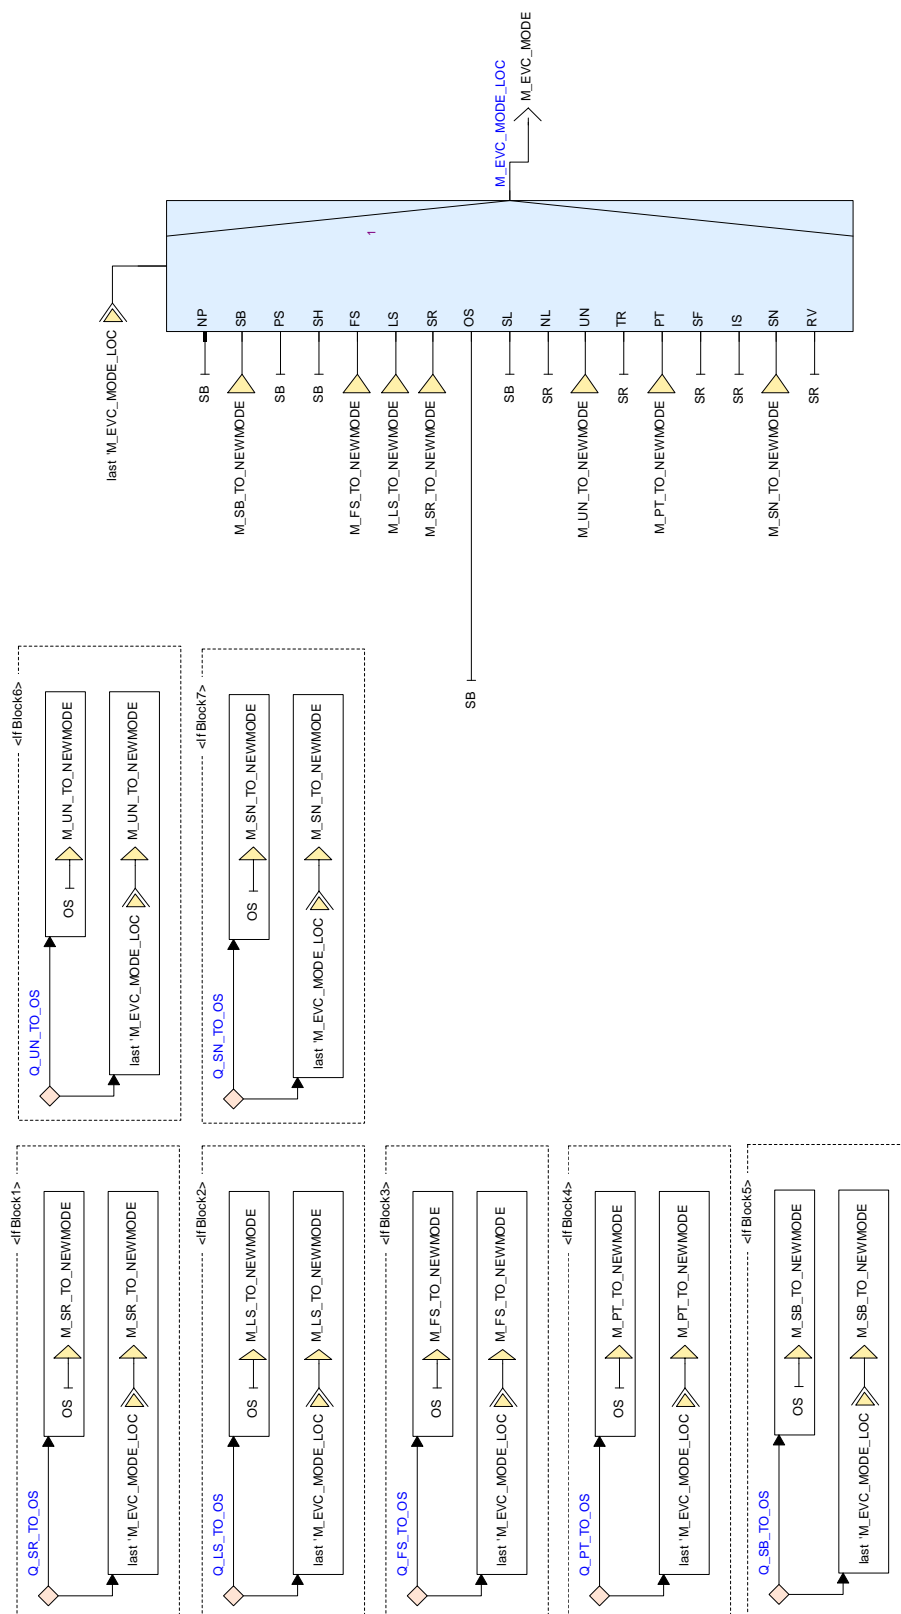 <If Block1>
Q_SR_TO_OS
OS
M_SR_TO_NEWMODE
last 'M_EVC_MODE_LOC
M_SR_TO_NEWMODE
<If Block2>
Q_LS_TO_OS
OS
M_LS_TO_NEWMODE
last 'M_EVC_MODE_LOC
M_LS_TO_NEWMODE
<If Block3>
Q_FS_TO_OS
OS
M_FS_TO_NEWMODE
last 'M_EVC_MODE_LOC
M_FS_TO_NEWMODE
<If Block4>
Q_PT_TO_OS
OS
M_PT_TO_NEWMODE
last 'M_EVC_MODE_LOC
M_PT_TO_NEWMODE
<If Block5>
Q_SB_TO_OS
OS
M_SB_TO_NEWMODE
last 'M_EVC_MODE_LOC
M_SB_TO_NEWMODE
<If Block6>
Q_UN_TO_OS
OS
M_UN_TO_NEWMODE
last 'M_EVC_MODE_LOC
M_UN_TO_NEWMODE
<If Block7>
Q_SN_TO_OS
OS
M_SN_TO_NEWMODE
last 'M_EVC_MODE_LOC
M_SN_TO_NEWMODE
last 'M_EVC_MODE_LOC
1
SB NP
M_SB_TO_NEWMODE SB
SB PS
SB SH
M_FS_TO_NEWMODE FS
M_LS_TO_NEWMODE LS
M_SR_TO_NEWMODE SR
SB OS
SB SL
SR NL
M_UN_TO_NEWMODE UN
SR TR
M_PT_TO_NEWMODE PT
SR SF
SR IS
M_SN_TO_NEWMODE SN
SR RV
M_EVC_MODE_LOC
M_EVC_MODE